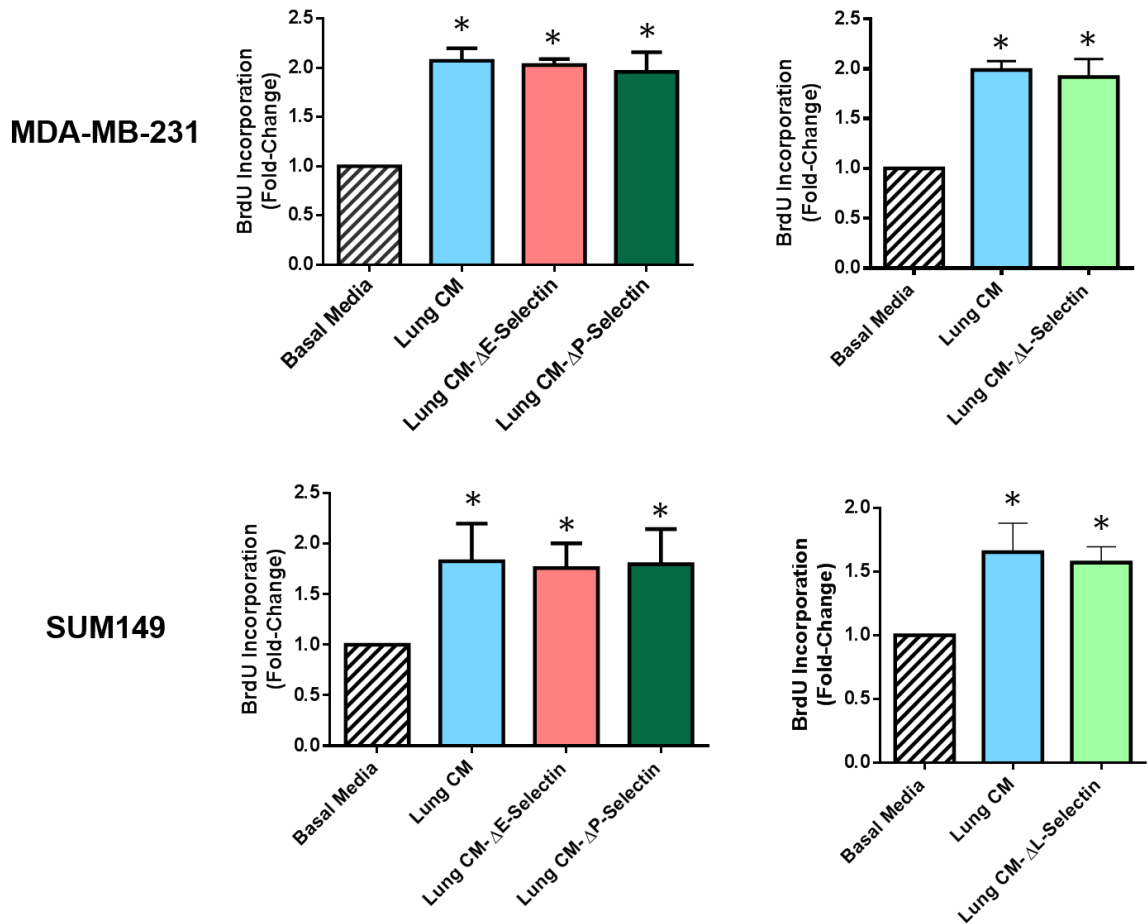 MDA-MB-231
BrdU Incorporation
(Fold-Change)
2.5
2.0
1.5
1.0
0.5
0.0
*
*
*
Basal Media
Lung CM
Lung CM-ΔE-Selectin
Lung CM-ΔP-Selectin
BrdU Incorporation
(Fold-Change)
2.5
2.0
1.5
1.0
0.5
0.0
*
*
Basal Media
Lung CM
Lung CM-ΔL-Selectin
SUM149
BrdU Incorporation
(Fold-Change)
2.5
2.0
1.5
1.0
0.5
0.0
*
*
*
Basal Media
Lung CM
Lung CM-ΔE-Selectin
Lung CM-ΔP-Selectin
BrdU Incorporation
(Fold-Change)
2.0
1.5
1.0
0.5
0.0
*
*
Basal Media
Lung CM
Lung CM-ΔL-Selectin